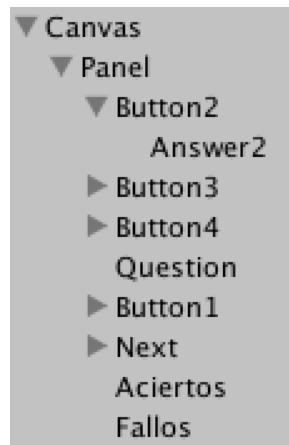 Canvas
Panel
Button2
Answer2
Button3
Button4
Question
Button1
Next
Aciertos
Fallos